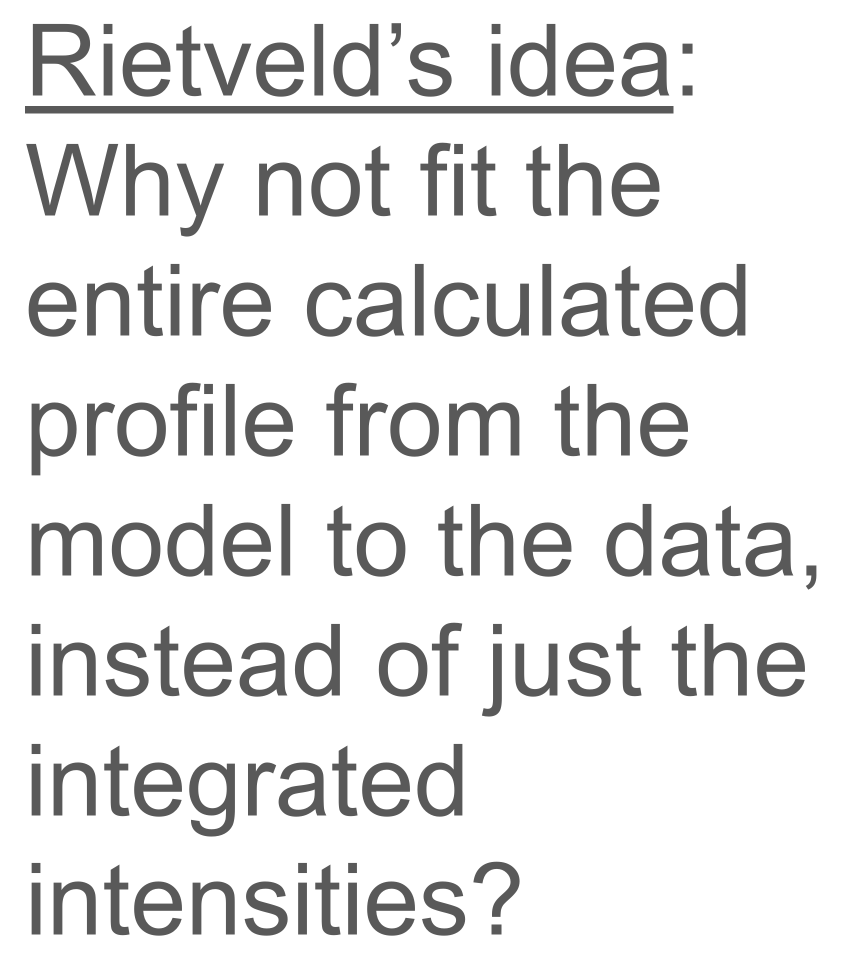 Rietveld’s idea:
Why not fit the
entire calculated
profile from the
model to the data,
instead of just the
integrated
intensities?